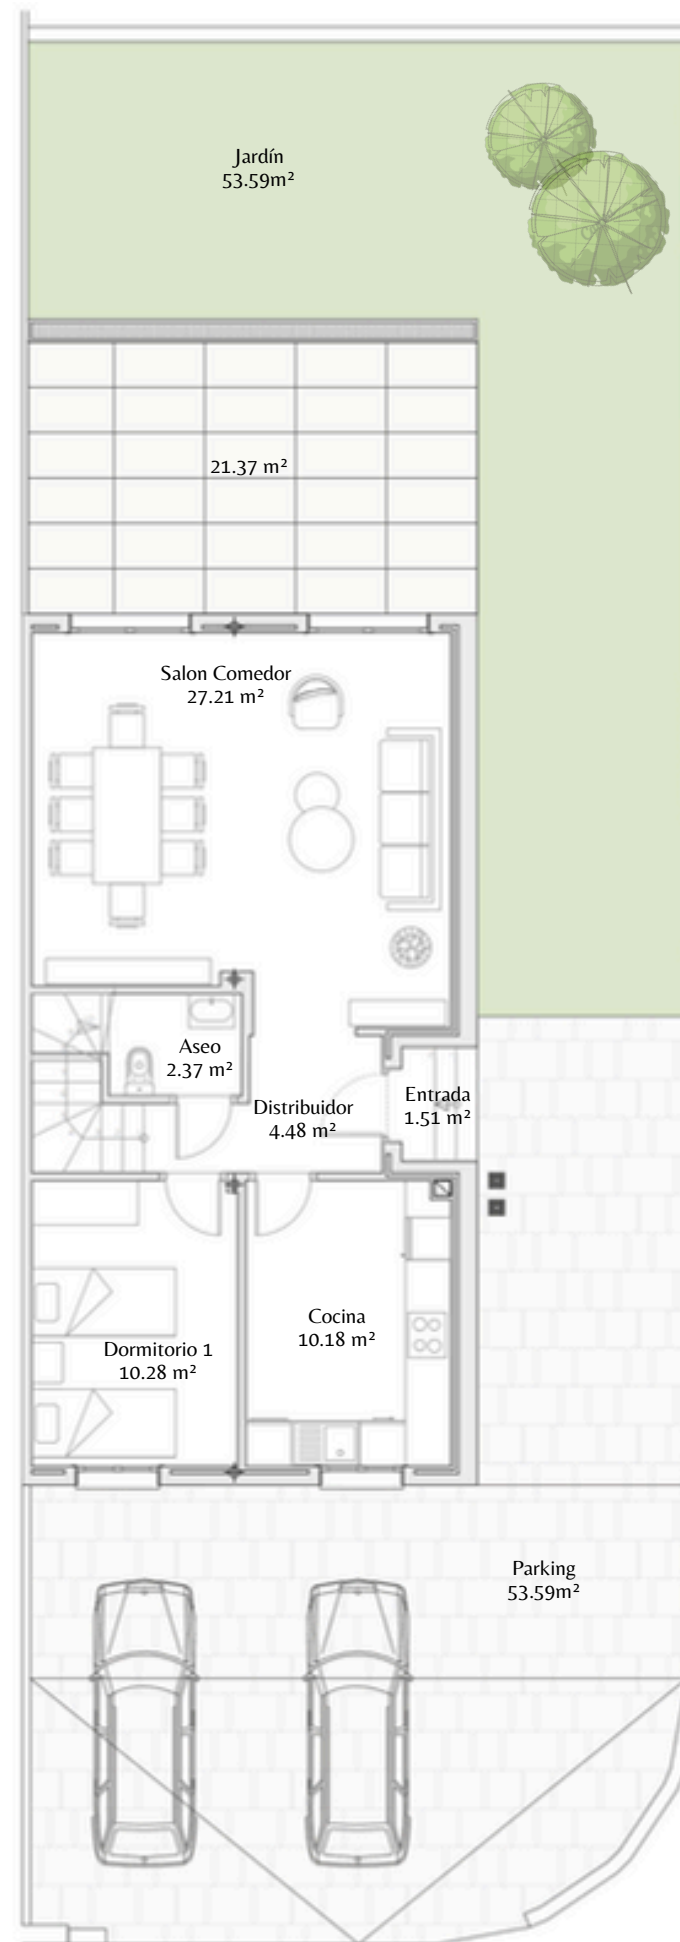 Jardín
53.59m²
21.37 m²
Salon Comedor
27.21 m²
Aseo
2.37 m²
Distribuidor
4.48 m²
Entrada
1.51 m²
Cocina
10.18 m²
Dormitorio 1
10.28 m²
Parking
53.59m²